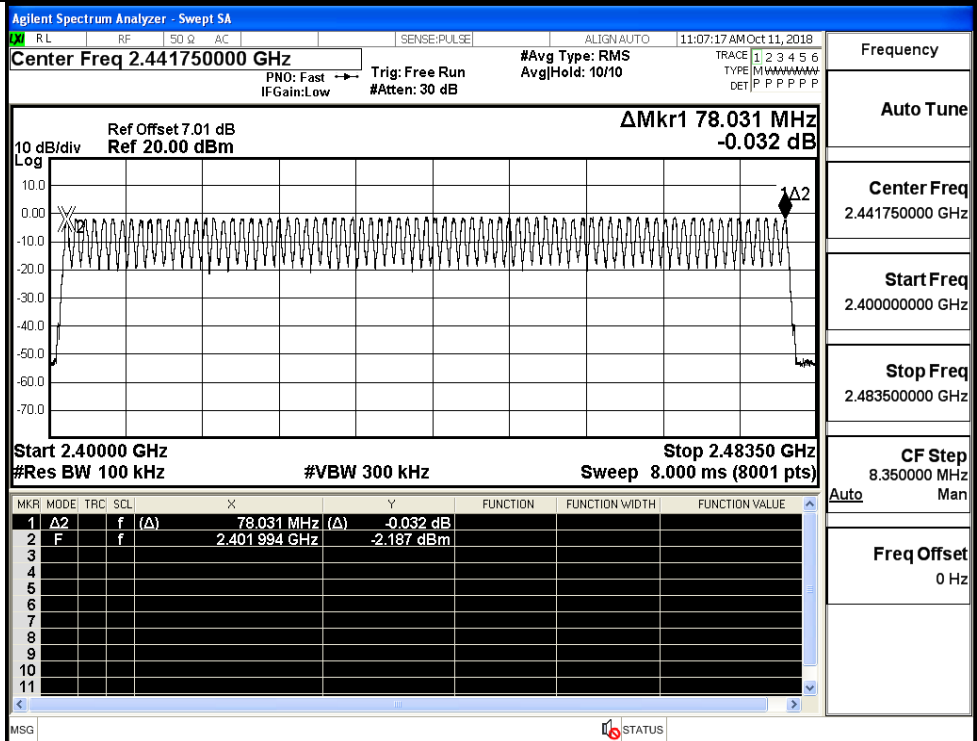 Agilent Spectrum Analyzer - Swept SA
LXI RL RF 50 Ω AC SENSE:PULSE ALIGN AUTO 11:07:17 AM Oct 11, 2018
Center Freq 2.441750000 GHz
PNO: Fast
IFGain:Low
Trig: Free Run
#Atten: 30 dB
#Avg Type: RMS
Avg|Hold: 10/10
TRACE 1 2 3 4 5 6
TYPE M WWWWW
DET P P P P P P
ΔMkr1 78.031 MHz
-0.032 dB
Ref Offset 7.01 dB
10 dB/div Ref 20.00 dBm
Log
10.0
0.00
-10.0
-20.0
-30.0
-40.0
-50.0
-60.0
-70.0
1Δ2
2
Start 2.40000 GHz Stop 2.48350 GHz
#Res BW 100 kHz #VBW 300 kHz Sweep 8.000 ms (8001 pts)
MKR MODE TRC SCL X Y FUNCTION FUNCTION WIDTH FUNCTION VALUE
1 Δ2 f (Δ) 78.031 MHz (Δ) -0.032 dB
2 F f 2.401 994 GHz -2.187 dBm
3
4
5
6
7
8
9
10
11
MSG STATUS
Frequency
Auto Tune
Center Freq
2.441750000 GHz
Start Freq
2.400000000 GHz
Stop Freq
2.483500000 GHz
CF Step
8.350000 MHz
Auto Man
Freq Offset
0 Hz